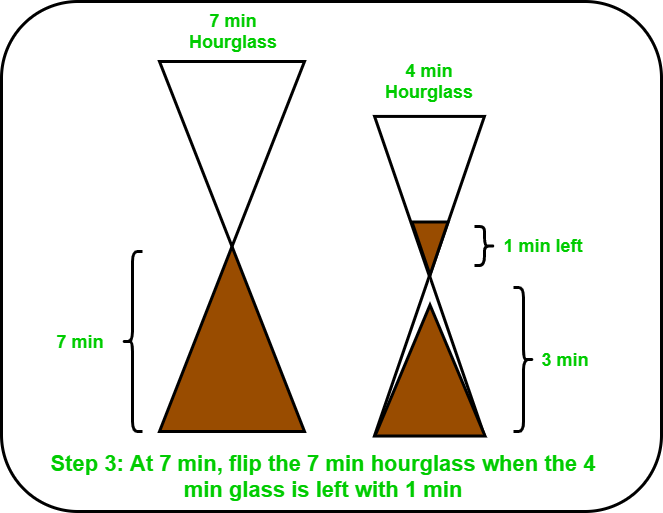 7 min
Hourglass
4 min
Hourglass
1 min left
7 min
3 min
Step 3: At 7 min, flip the 7 min hourglass when the 4
min glass is left with 1 min